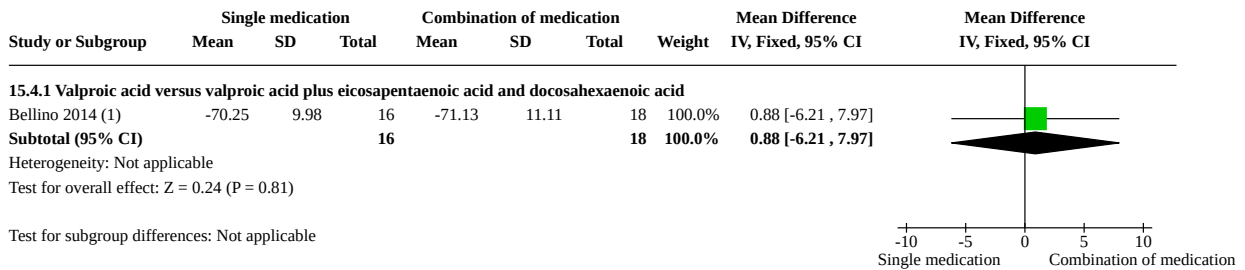 Single medication Combination of medication Mean Difference Mean Difference
Study or Subgroup Mean SD Total Mean SD Total Weight IV, Fixed, 95% CI IV, Fixed, 95% CI
15.4.1 Valproic acid versus valproic acid plus eicosapentaenoic acid and docosahexaenoic acid
Bellino 2014 (1) -70.25 9.98 16 -71.13 11.11 18 100.0% 0.88 [-6.21 , 7.97]
Subtotal (95% CI) 16 18 100.0% 0.88 [-6.21 , 7.97]
Heterogeneity: Not applicable
Test for overall effect: Z = 0.24 (P = 0.81)
Test for subgroup differences: Not applicable
-10 -5 0 5 10
Single medication Combination of medication